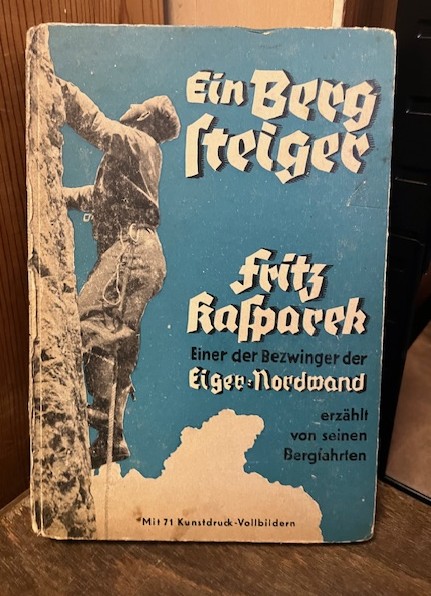 Ein Berg
steiger
Fritz
Kasparek
Einer der Bezwinger der
Eiger-Nordwand
erzählt
von seinen
Bergfahrten
Mit 71 Kunstdruck-Vollbildern